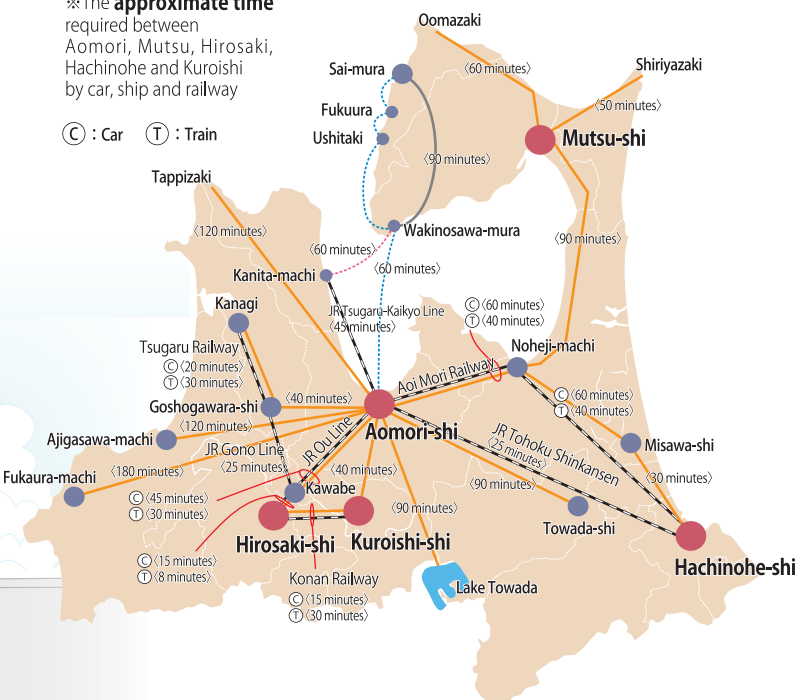 ※The approximate time
required between
Aomori, Mutsu, Hirosaki,
Hachinohe and Kuroishi
by car, ship and railway
Ⓒ : Car Ⓣ : Train
Oomazaki
Sai-mura
〈60 minutes〉
Shiriyazaki
Fukuura
〈50 minutes〉
Ushitaki
Mutsu-shi
〈90 minutes〉
Tappizaki
〈120 minutes〉
Wakinosawa-mura
〈90 minutes〉
〈60 minutes〉
Kanita-machi
〈60 minutes〉
Kanagi
JR Tsugaru-Kaikyo Line
〈45 minutes〉
Ⓒ〈60 minutes〉
Ⓣ〈40 minutes〉
Noheji-machi
Tsugaru Railway
Ⓒ〈20 minutes〉
Ⓣ〈30 minutes〉
Aoi Mori Railway
Goshogawara-shi
〈40 minutes〉
Ⓒ〈60 minutes〉
Ⓣ〈40 minutes〉
〈120 minutes〉
Aomori-shi
Ajigasawa-machi
JR Gono Line
〈25 minutes〉
JR Ou Line
JR Tohoku Shinkansen
〈25 minutes〉
Misawa-shi
Fukaura-machi
〈180 minutes〉
〈40 minutes〉
〈30 minutes〉
Kawabe
〈90 minutes〉
Ⓒ〈45 minutes〉
Ⓣ〈30 minutes〉
〈90 minutes〉
Towada-shi
Hirosaki-shi
Kuroishi-shi
Ⓒ〈15 minutes〉
Ⓣ〈8 minutes〉
Hachinohe-shi
Konan Railway
Ⓒ〈15 minutes〉
Ⓣ〈30 minutes〉
Lake Towada